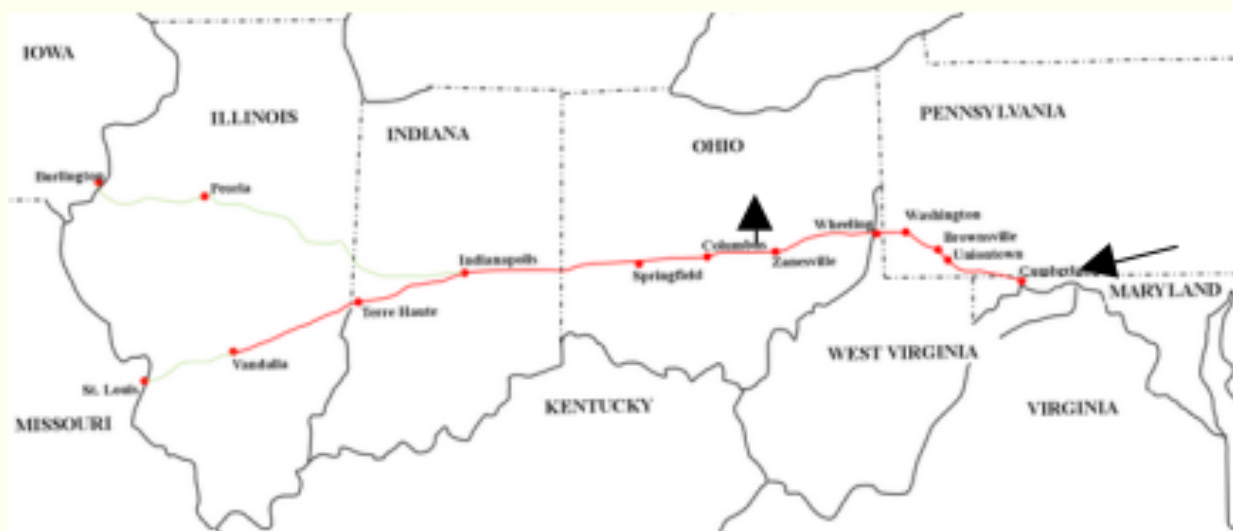 IOWA
ILLINOIS
INDIANA
OHIO
PENNSYLVANIA
Burlington
Peoria
Wheeling
Washington
Brownsville
Columbus
Uniontown
Indianapolis
Springfield
Zanesville
Cumberland
MARYLAND
Terre Haute
Vandalia
WEST VIRGINIA
St. Louis
KENTUCKY
VIRGINIA
MISSOURI